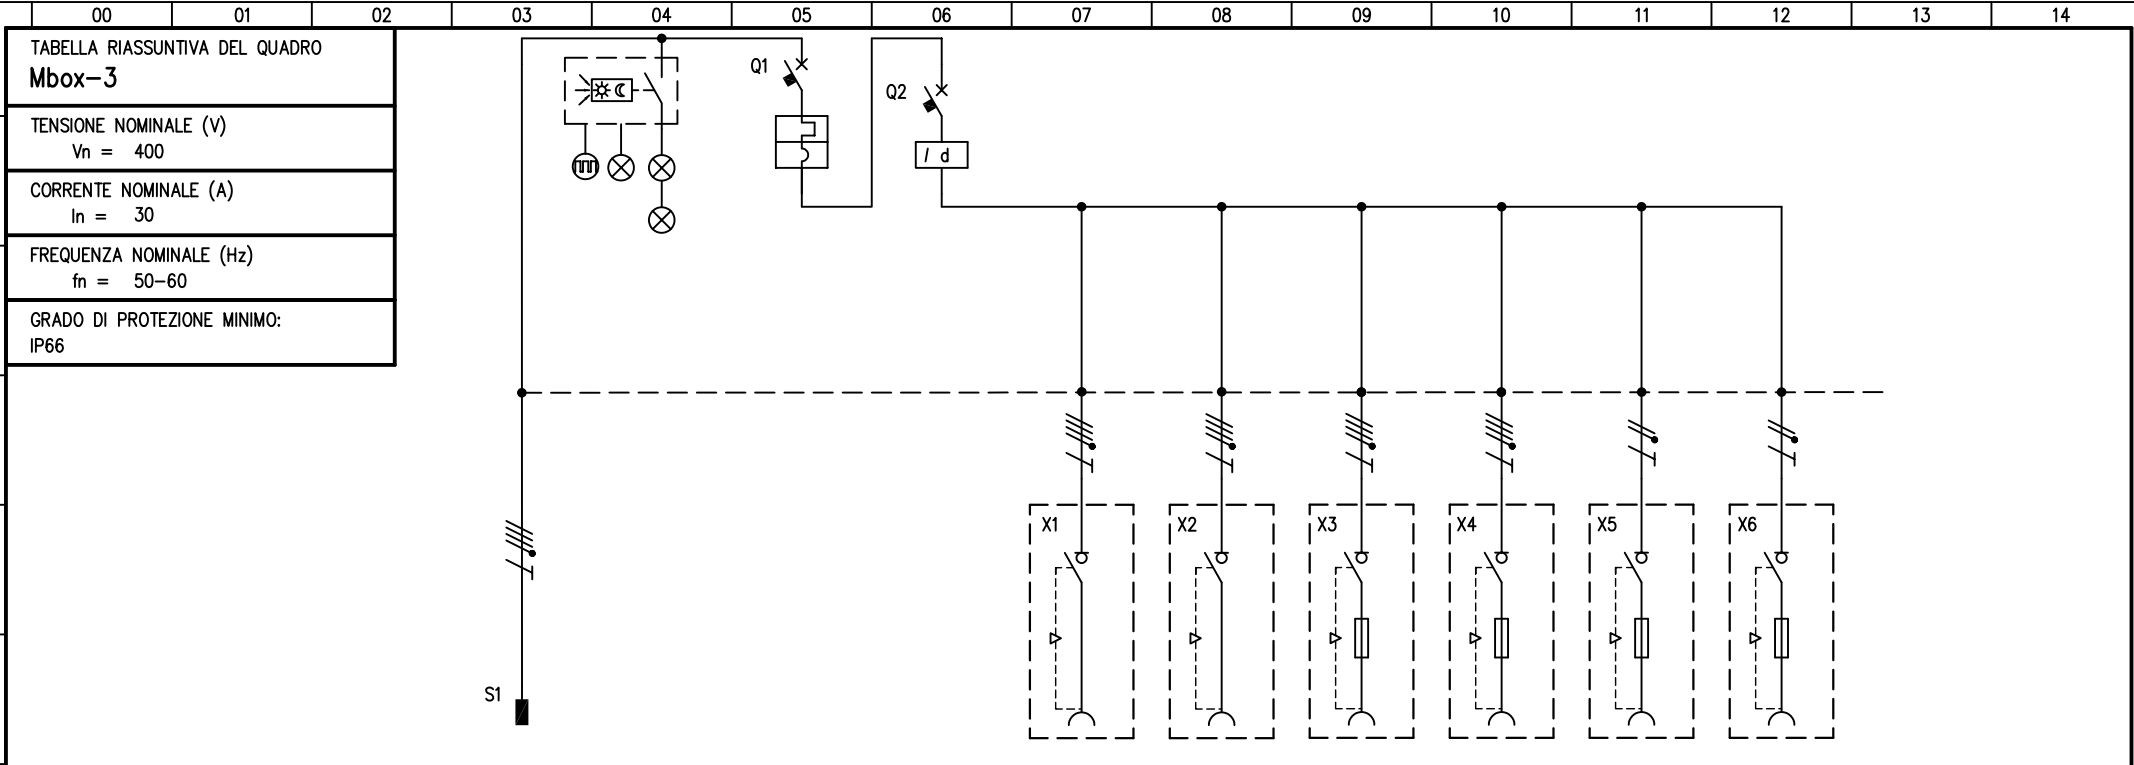 00 01 02 03 04 05 06 07 08 09 10 11 12 13 14
TABELLA RIASSUNTIVA DEL QUADRO
Mbox-3
TENSIONE NOMINALE (V)
Vn = 400
CORRENTE NOMINALE (A)
In = 30
FREQUENZA NOMINALE (Hz)
fn = 50-60
GRADO DI PROTEZIONE MINIMO:
IP66
Q1
Q2
I d
X1 X2 X3 X4 X5 X6
S1